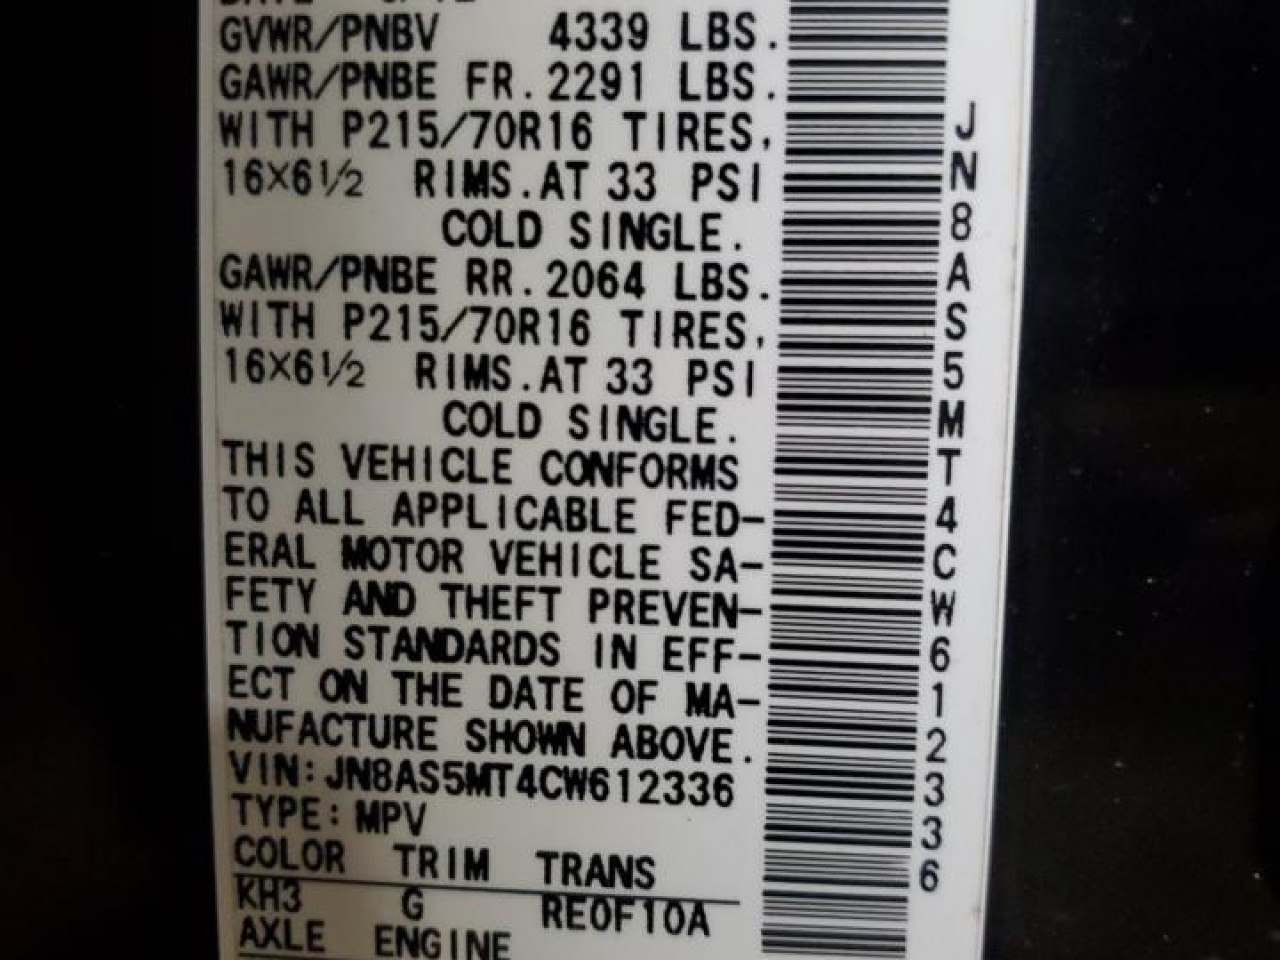 GVWR/PNBV 4339 LBS.
GAWR/PNBE FR. 2291 LBS.
WITH P215/70R16 TIRES,
16×6½ RIMS. AT 33 PSI
COLD SINGLE.
GAWR/PNBE RR. 2064 LBS.
WITH P215/70R16 TIRES,
16×6½ RIMS. AT 33 PSI
COLD SINGLE.
THIS VEHICLE CONFORMS
TO ALL APPLICABLE FED-
ERAL MOTOR VEHICLE SA-
FETY AND THEFT PREVEN-
TION STANDARDS IN EFF-
ECT ON THE DATE OF MA-
NUFACTURE SHOWN ABOVE.
VIN: JN8AS5MT4CW612336
TYPE: MPV
COLOR TRIM TRANS
KH3 G RE0F10A
AXLE ENGINE
JN8AS5MT4CW612336